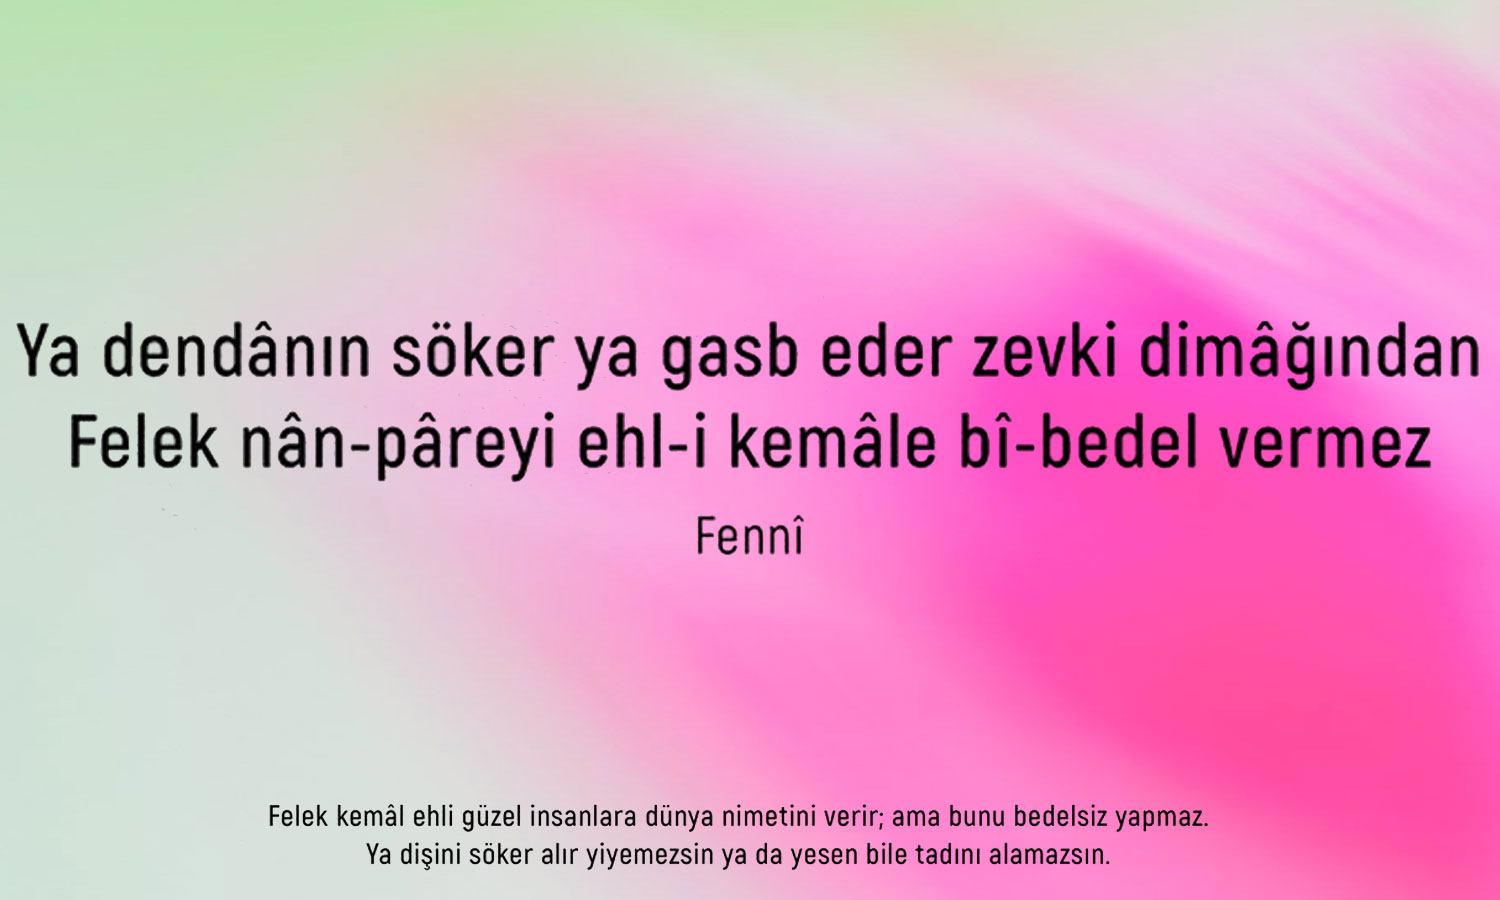 Ya dendânın söker ya gasb eder zevki dimâğından
Felek nân-pâreyi ehl-i kemâle bî-bedel vermez
Fennî
Felek kemâl ehli güzel insanlara dünya nimetini verir; ama bunu bedelsiz yapmaz.
Ya dişini söker alır yiyemezsin ya da yesen bile tadını alamazsın.